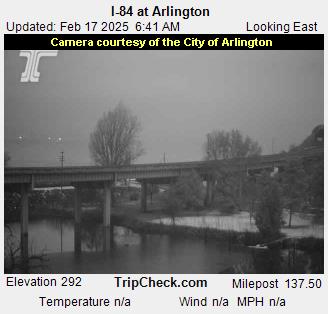 I-84 at Arlington
Updated: Feb 17 2025 6:41 AM Looking East
Camera courtesy of the City of Arlington
Elevation 292 TripCheck.com Milepost 137.50
Temperature n/a Wind n/a MPH n/a